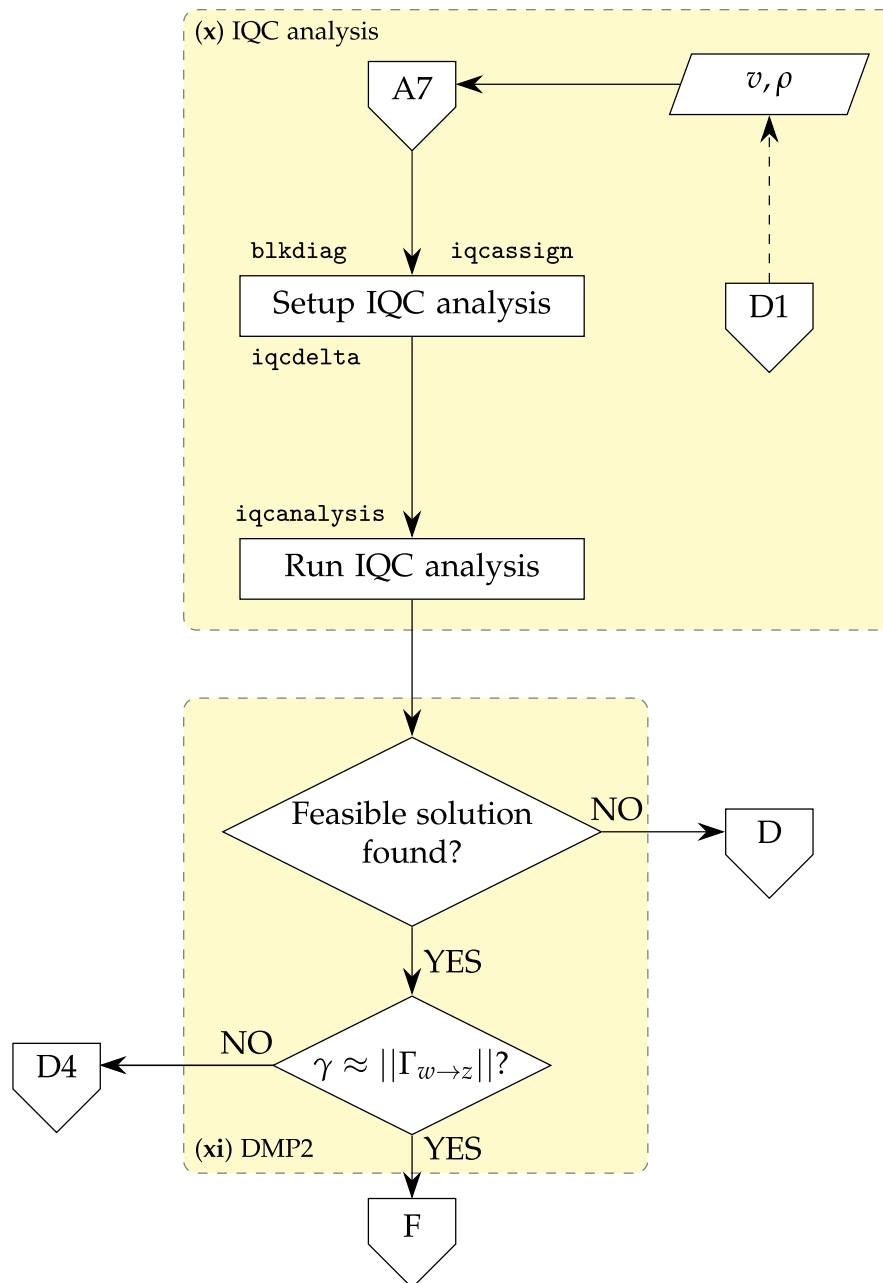 (x) IQC analysis
A7
v, ρ
blkdiag
iqcassign
Setup IQC analysis
D1
iqcdelta
iqcanalysis
Run IQC analysis
Feasible solution
found?
NO
D
YES
NO
γ ≈ ||Γw→z||?
D4
(xi) DMP2
YES
F